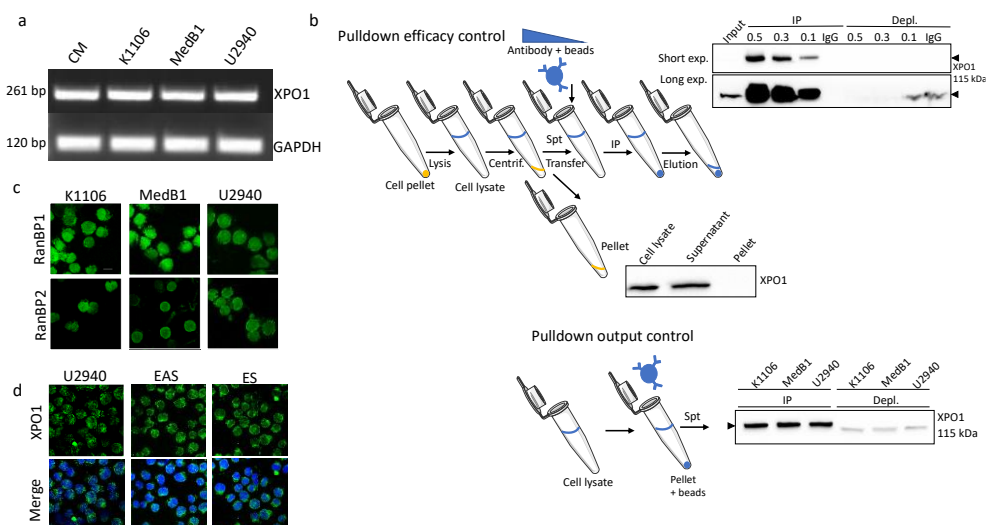 a
CM K1106 MedB1 U2940
261 bp XPO1
120 bp GAPDH
b
Pulldown efficacy control
Antibody + beads
Lysis Centrif. Spt Transfer IP Elution
Cell pellet Cell lysate
Pellet
Input IP Depl.
0.5 0.3 0.1 IgG 0.5 0.3 0.1 IgG
Short exp.
XPO1
Long exp. 115 kDa
Cell lysate Supernatant Pellet
XPO1
Pulldown output control
Spt
Cell lysate
Pellet
+ beads
K1106 MedB1 U2940 K1106 MedB1 U2940
IP Depl.
XPO1
115 kDa
c
K1106 MedB1 U2940
RanBP1
RanBP2
d
U2940 EAS ES
XPO1
Merge